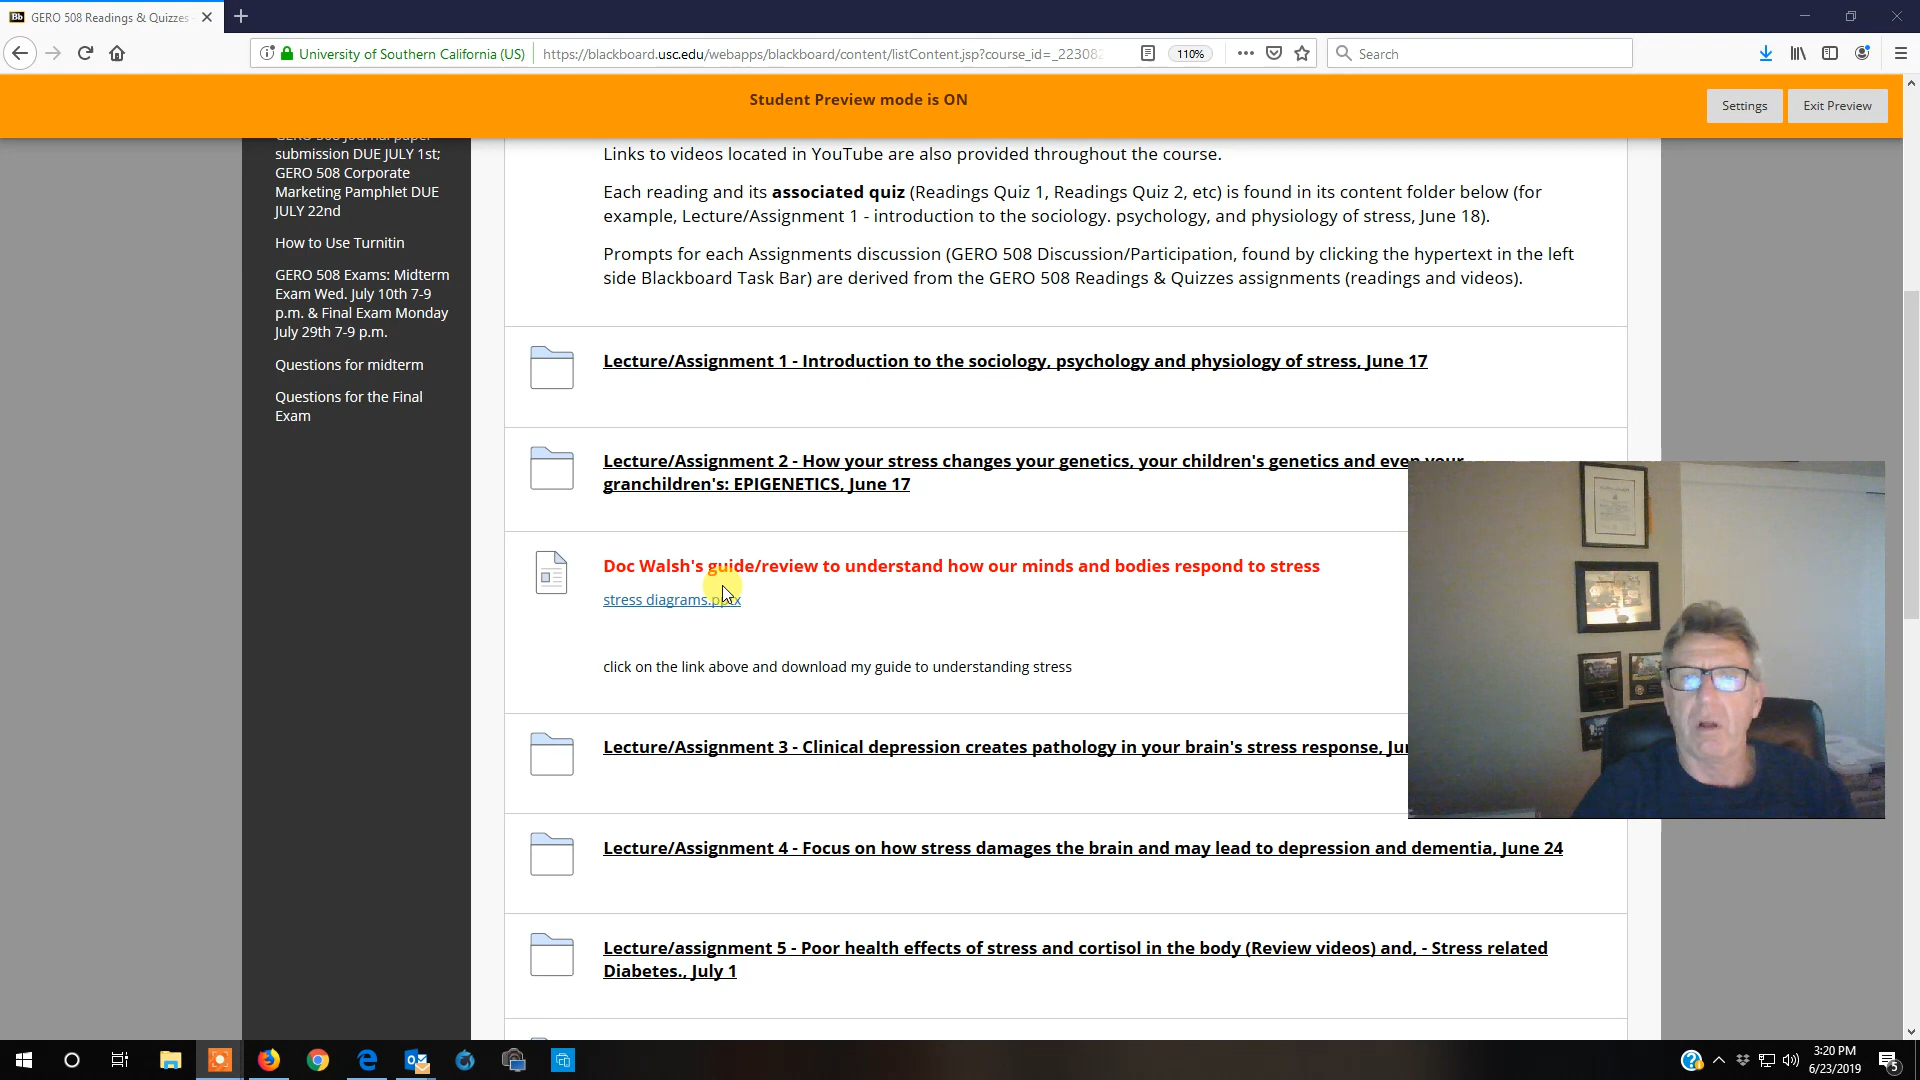 GERO 508 Readings & Quizzes
University of Southern California (US)
https://blackboard.usc.edu/webapps/blackboard/content/listContent.jsp?course_id=_22308
110%
Search
Student Preview mode is ON
Settings
Exit Preview
GERO 508 Journal paper
submission DUE JULY 1st;
GERO 508 Corporate
Marketing Pamphlet DUE
JULY 22nd
How to Use Turnitin
GERO 508 Exams: Midterm
Exam Wed. July 10th 7-9
p.m. & Final Exam Monday
July 29th 7-9 p.m.
Questions for midterm
Questions for the Final
Exam
Links to videos located in YouTube are also provided throughout the course.
Each reading and its associated quiz (Readings Quiz 1, Readings Quiz 2, etc) is found in its content folder below (for
example, Lecture/Assignment 1 - introduction to the sociology. psychology, and physiology of stress, June 18).
Prompts for each Assignments discussion (GERO 508 Discussion/Participation, found by clicking the hypertext in the left
side Blackboard Task Bar) are derived from the GERO 508 Readings & Quizzes assignments (readings and videos).
Lecture/Assignment 1 - Introduction to the sociology, psychology and physiology of stress, June 17
Lecture/Assignment 2 - How your stress changes your genetics, your children's genetics and even your
granchildren's: EPIGENETICS, June 17
Doc Walsh's guide/review to understand how our minds and bodies respond to stress
stress diagrams.pptx
click on the link above and download my guide to understanding stress
Lecture/Assignment 3 - Clinical depression creates pathology in your brain's stress response,
Lecture/Assignment 4 - Focus on how stress damages the brain and may lead to depression and dementia, June 24
Lecture/assignment 5 - Poor health effects of stress and cortisol in the body (Review videos) and, - Stress related
Diabetes., July 1
3:20 PM
6/23/2019
5